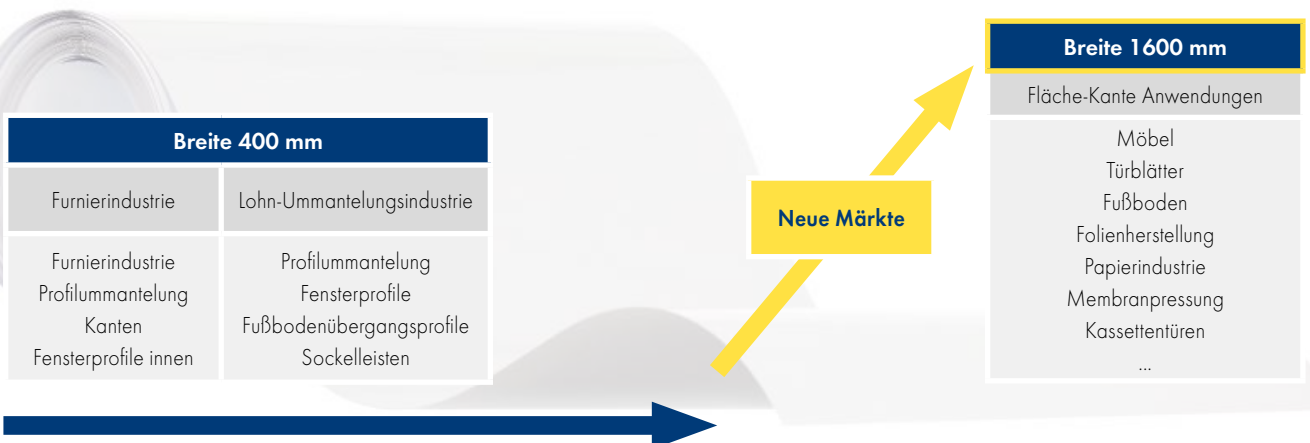 Breite 400 mm
Furnierindustrie
Lohn-Ummantelungsindustrie
Furnierindustrie
Profilummantelung
Kanten
Fensterprofile innen
Profilummantelung
Fensterprofile
Fußbodenübergangsprofile
Sockelleisten
Neue Märkte
Breite 1600 mm
Fläche-Kante Anwendungen
Möbel
Türblätter
Fußboden
Folienherstellung
Papierindustrie
Membranpressung
Kassettentüren
...